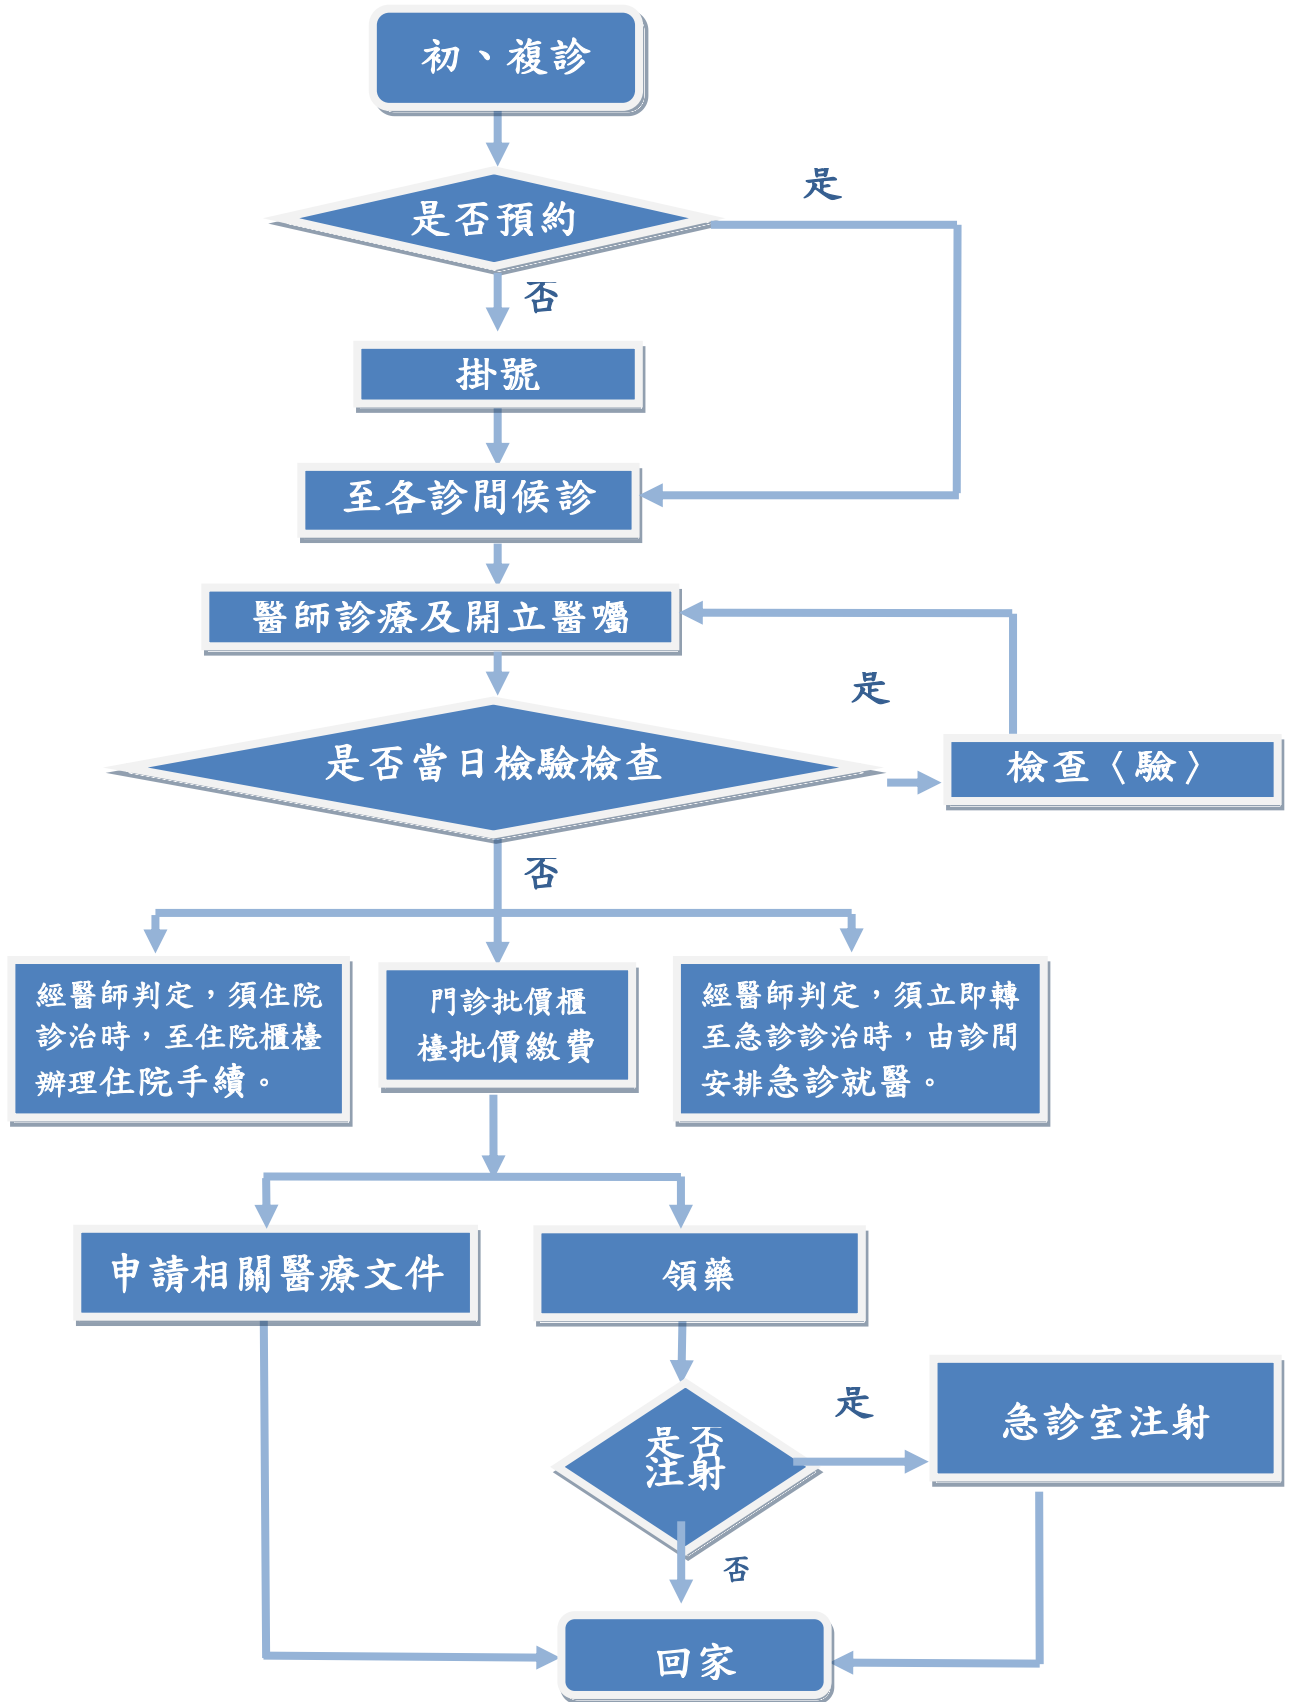 初、複診
是否預約
是
否
掛號
至各診間候診
醫師診療及開立醫囑
是
是否當日檢驗檢查
檢查〈驗〉
否
經醫師判定，須住院
診治時，至住院櫃檯
辦理住院手續。
門診批價櫃
檯批價繳費
經醫師判定，須立即轉
至急診診治時，由診間
安排急診就醫。
申請相關醫療文件
領藥
是否
注射
是
急診室注射
否
回家